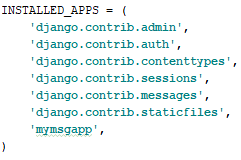 INSTALLED_APPS = (
    'django.contrib.admin',
    'django.contrib.auth',
    'django.contrib.contenttypes',
    'django.contrib.sessions',
    'django.contrib.messages',
    'django.contrib.staticfiles',
    'mymsgapp',
)